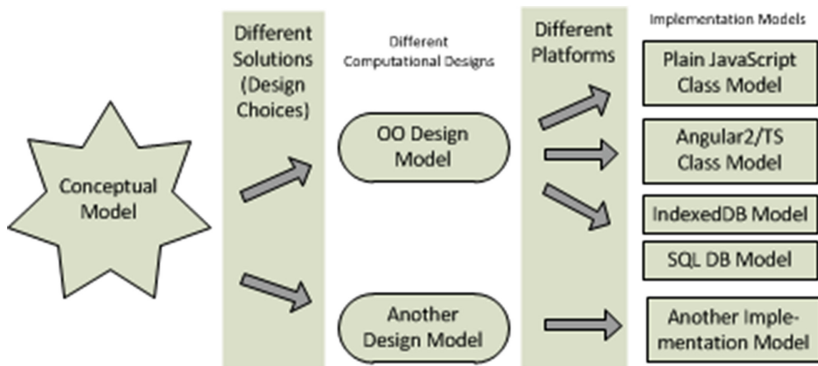 Conceptual
Model
Different
Solutions
(Design
Choices)
Different
Computational Designs
OO Design
Model
Another
Design Model
Different
Platforms
Implementation Models
Plain JavaScript
Class Model
Angular2/TS
Class Model
IndexedDB Model
SQL DB Model
Another Imple-
mentation Model